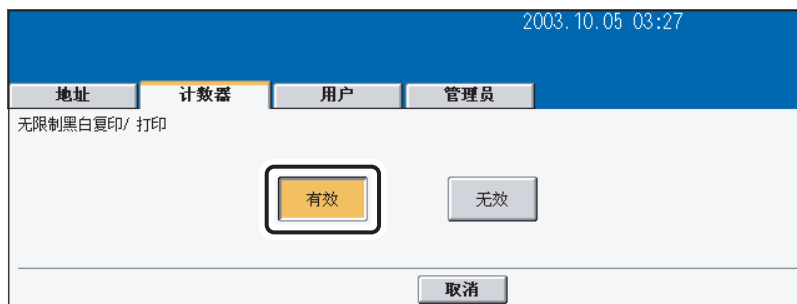 2003.10.05 03:27
地址 计数器 用户 管理员
无限制黑白复印/ 打印
有效 无效
取消